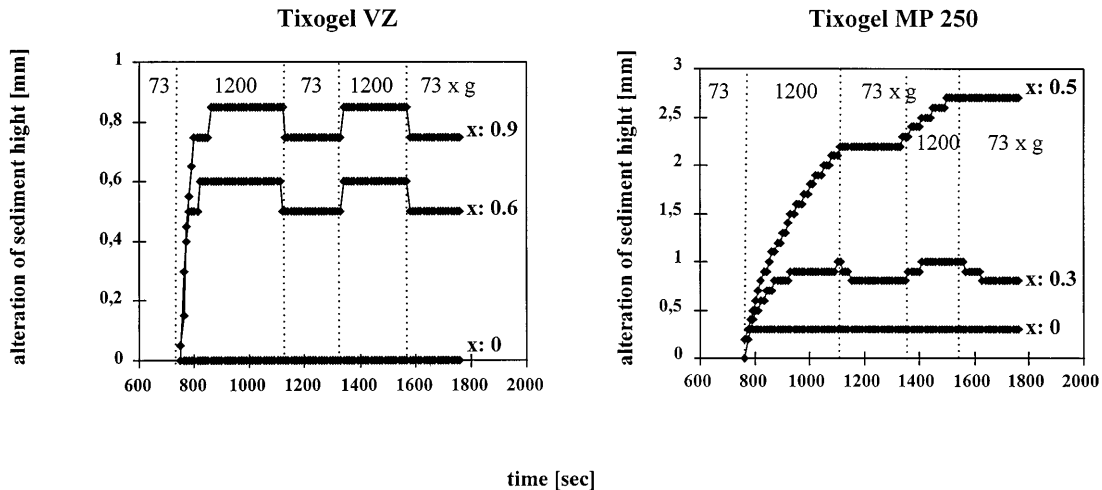 Tixogel VZ
alteration of sediment hight [mm]
1
0,8
0,6
0,4
0,2
0
73
1200
73
1200
73 x g
x: 0.9
x: 0.6
x: 0
600 800 1000 1200 1400 1600 1800 2000
Tixogel MP 250
alteration of sediment hight [mm]
3
2,5
2
1,5
1
0,5
0
73
1200
73 x g
1200
73 x g
x: 0.5
x: 0.3
x: 0
600 800 1000 1200 1400 1600 1800 2000
time [sec]